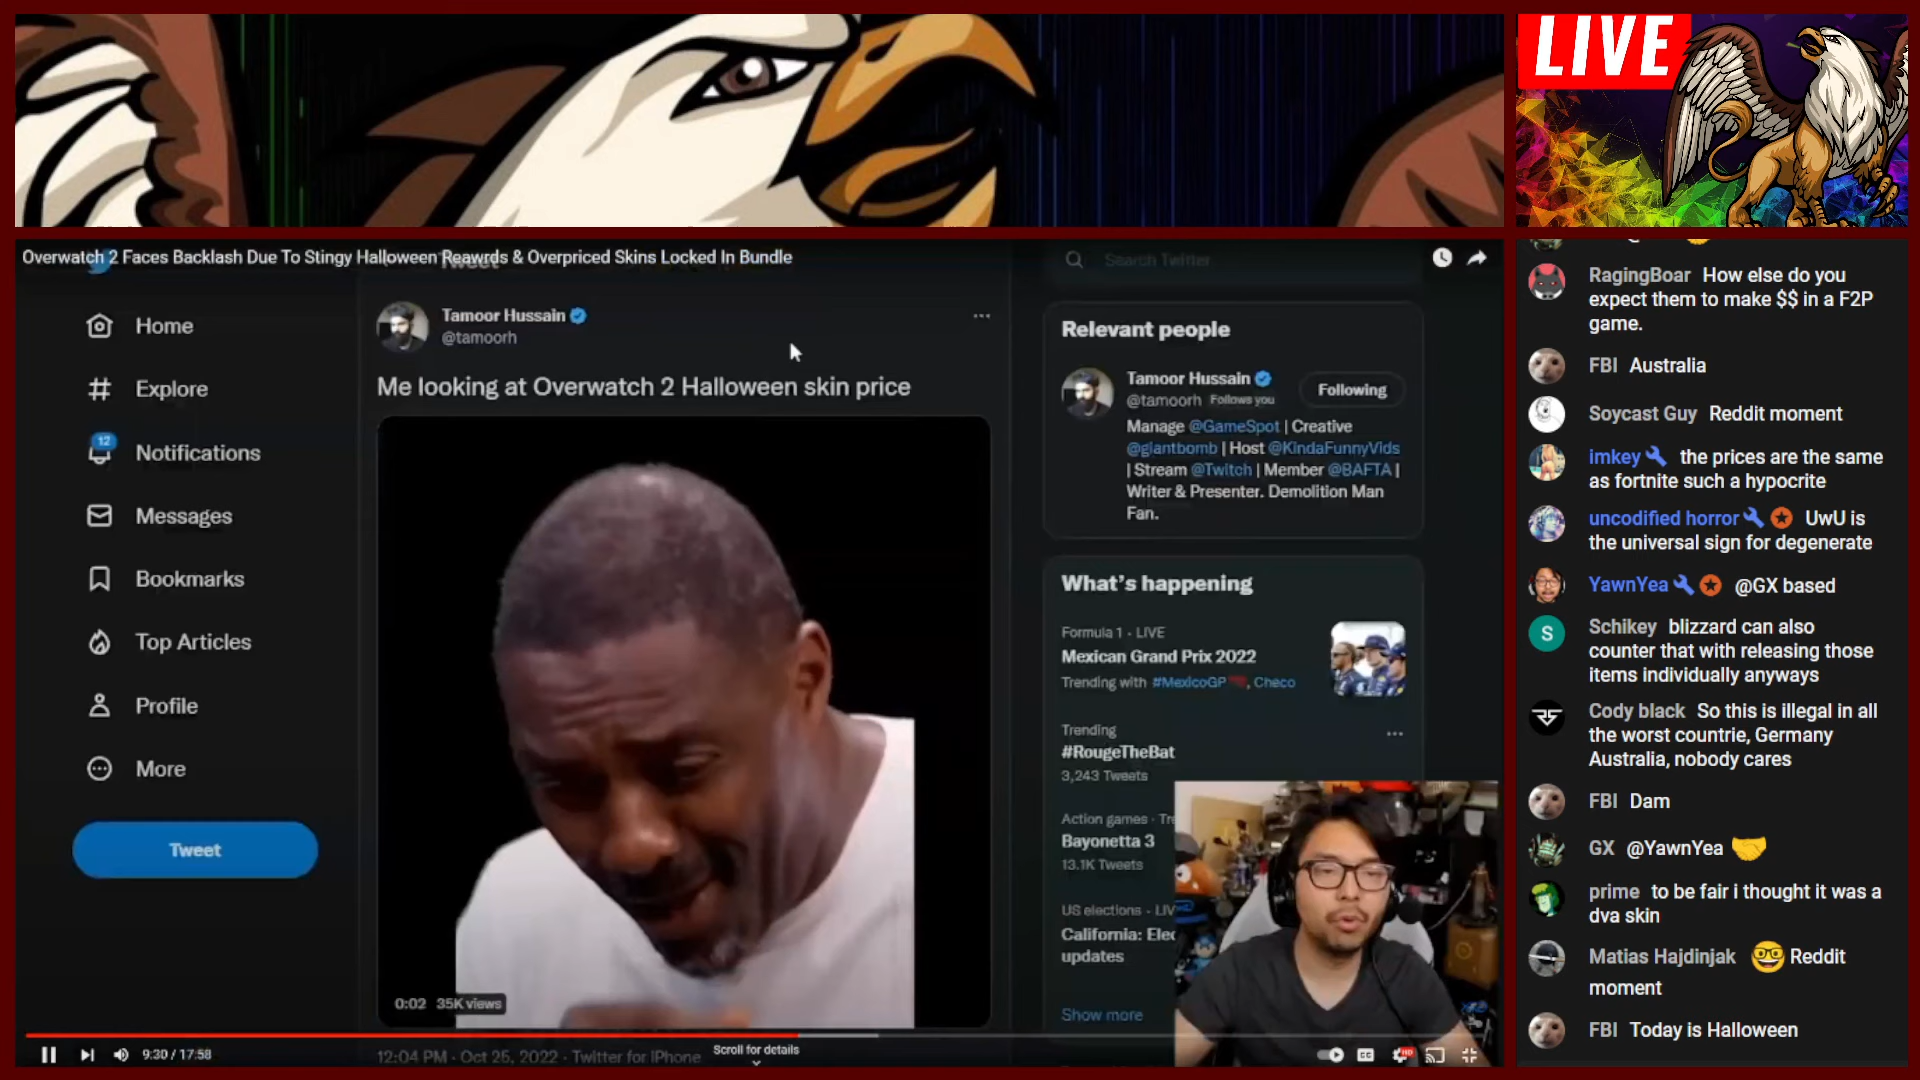 LIVE
Overwatch 2 Faces Backlash Due To Stingy Halloween Reawrds & Overpriced Skins Locked In Bundle
Tweet
Search Twitter
Home
Explore
12
Notifications
Messages
Bookmarks
Top Articles
Profile
More
Tweet
Tamoor Hussain
@tamoorh
Me looking at Overwatch 2 Halloween skin price
0:02 35K views
12:04 PM · Oct 25, 2022 · Twitter for iPhone
Relevant people
Tamoor Hussain
@tamoorh Follows you
Following
Manage @GameSpot | Creative
@giantbomb | Host @KindaFunnyVids
| Stream @Twitch | Member @BAFTA |
Writer & Presenter. Demolition Man
Fan.
What's happening
Formula 1 · LIVE
Mexican Grand Prix 2022
Trending with #MexicoGP, Checo
Trending
#RougeTheBat
3,243 Tweets
Action games · Tre
Bayonetta 3
13.1K Tweets
US elections · LIV
California: Elec
updates
Show more
9:30 / 17:58
Scroll for details
CC
HD
RagingBoar How else do you
expect them to make $$ in a F2P
game.
FBI Australia
Soycast Guy Reddit moment
imkey the prices are the same
as fortnite such a hypocrite
uncodified horror UwU is
the universal sign for degenerate
YawnYea @GX based
S
Schikey blizzard can also
counter that with releasing those
items individually anyways
Cody black So this is illegal in all
the worst countrie, Germany
Australia, nobody cares
FBI Dam
GX @YawnYea 🤝
prime to be fair i thought it was a
dva skin
Matias Hajdinjak 🤓 Reddit
moment
FBI Today is Halloween